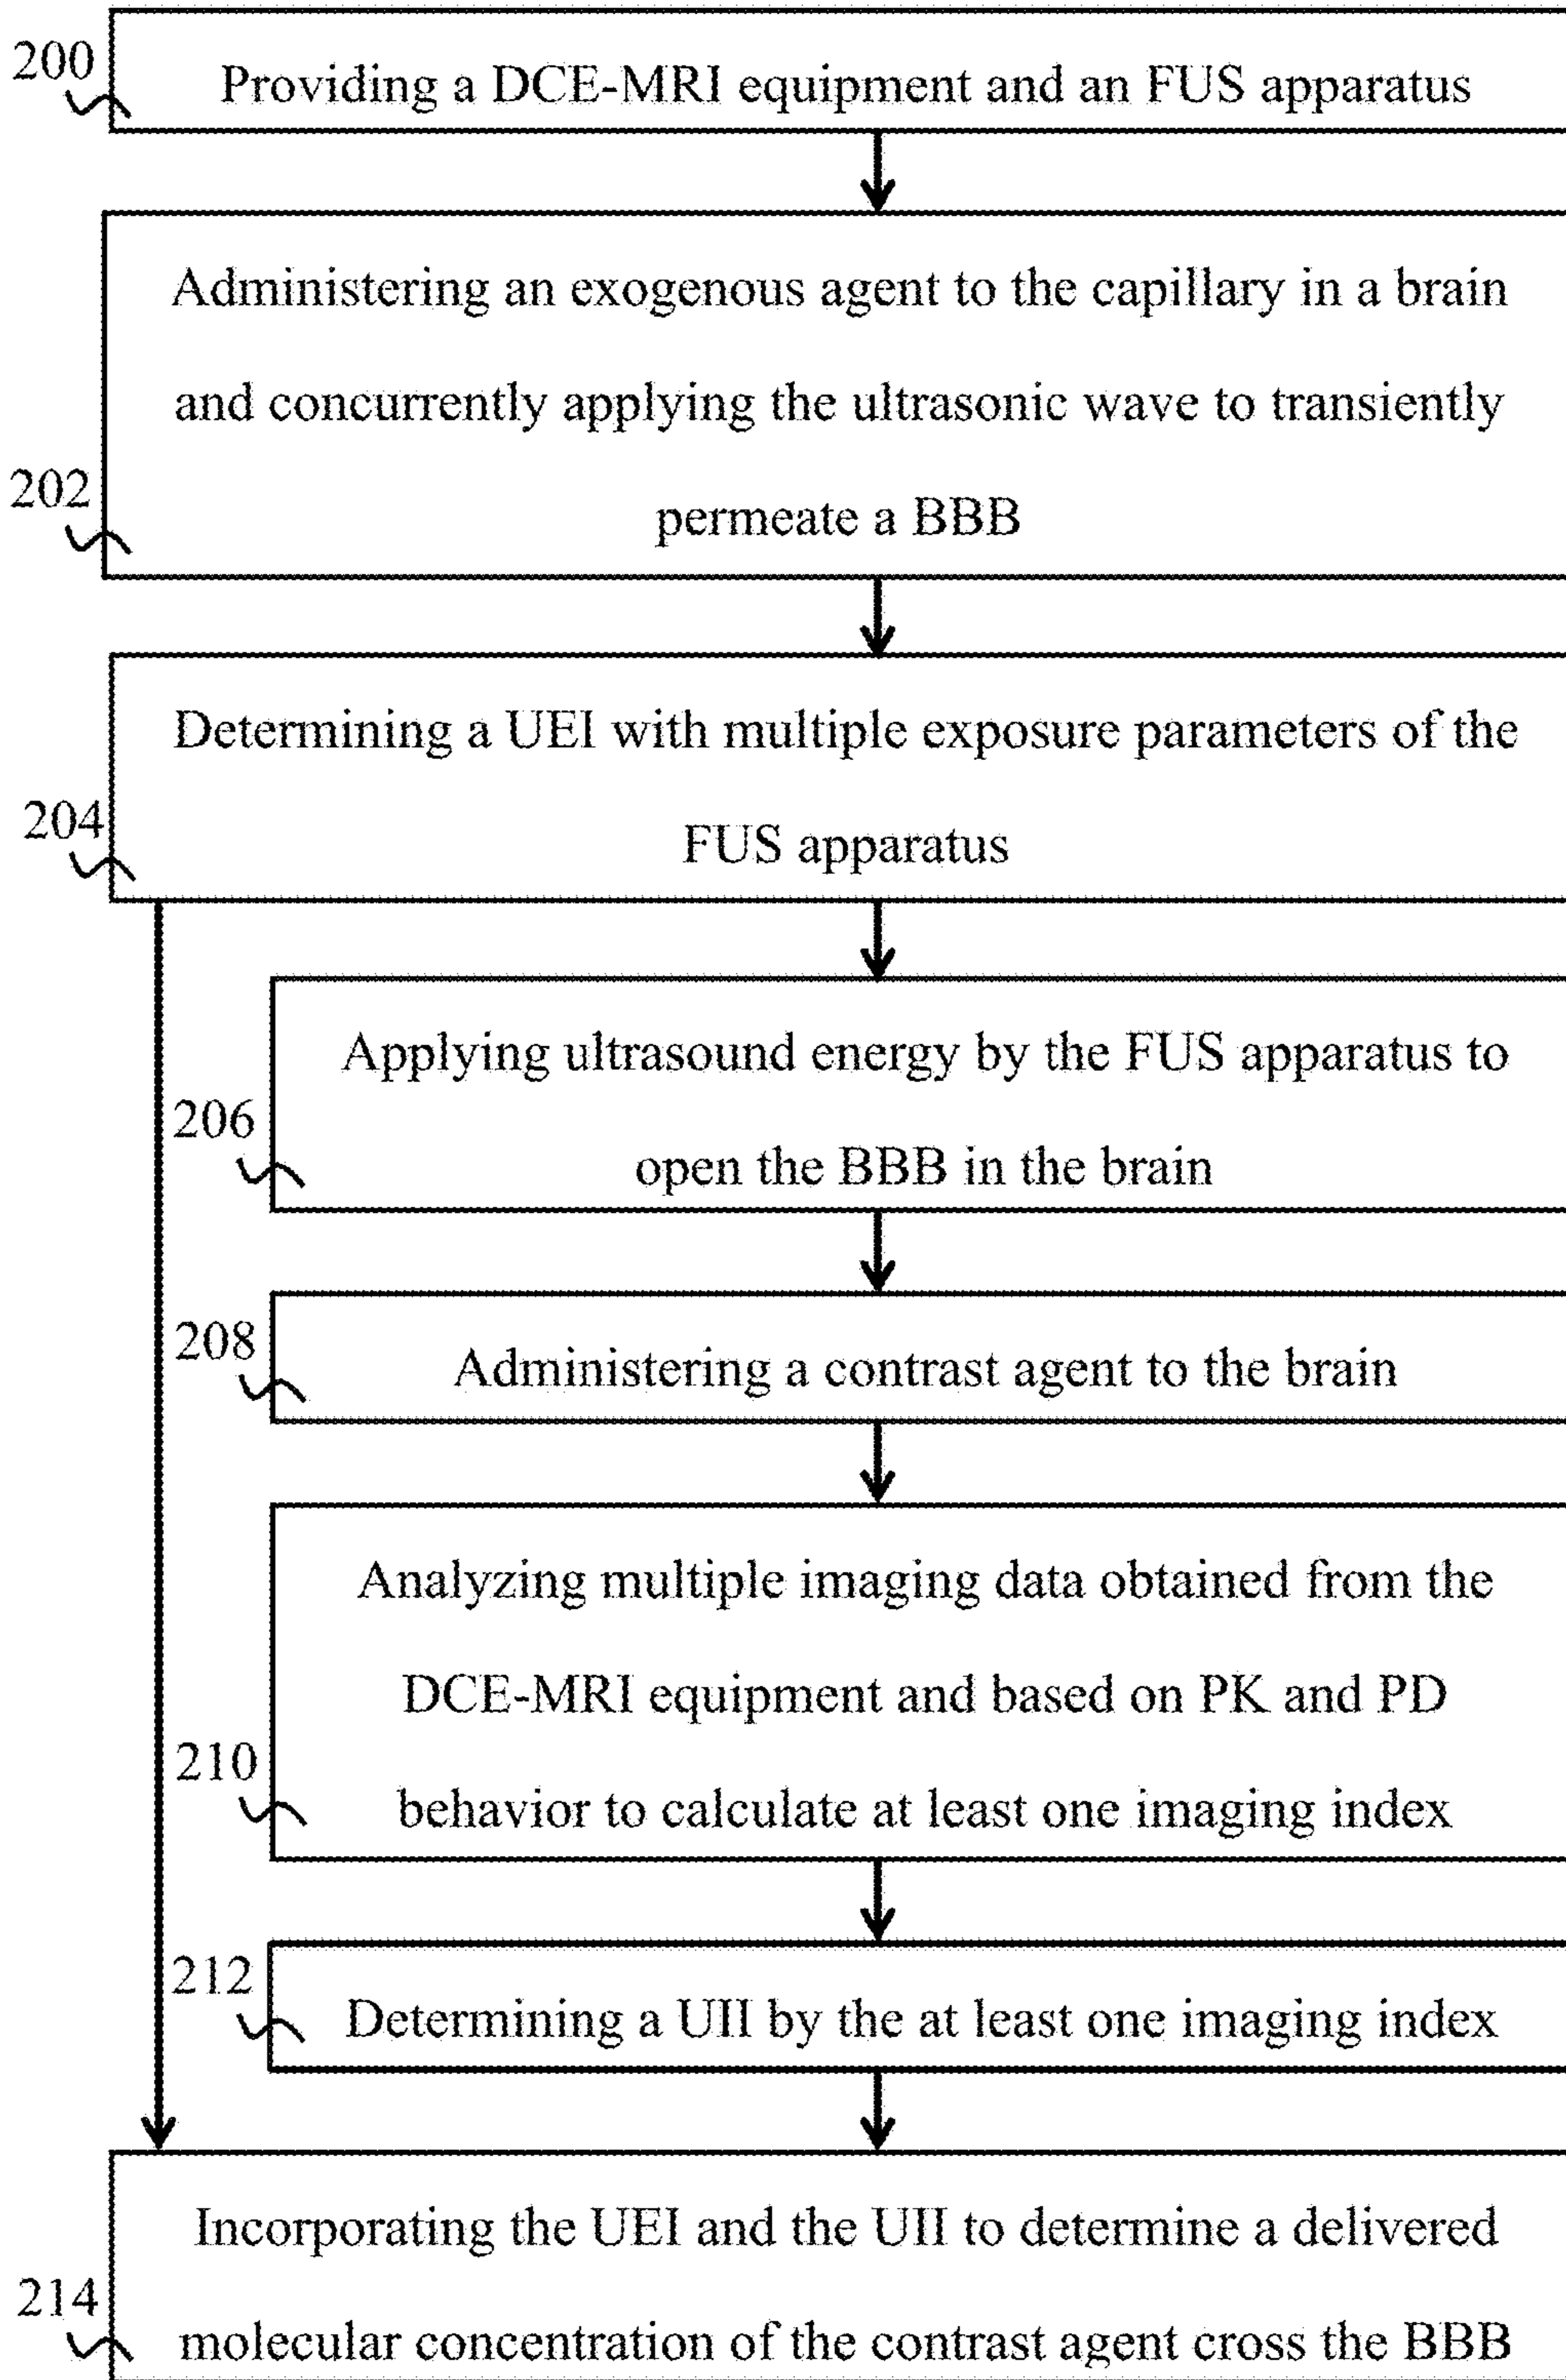 200
Providing a DCE-MRI equipment and an FUS apparatus
Administering an exogenous agent to the capillary in a brain
and concurrently applying the ultrasonic wave to transiently
202
permeate a BBB
Determining a UEI with multiple exposure parameters of the
204
FUS apparatus
Applying ultrasound energy by the FUS apparatus to
206
open the BBB in the brain
208
Administering a contrast agent to the brain
Analyzing multiple imaging data obtained from the
DCE-MRI equipment and based on PK and PD
210
behavior to calculate at least one imaging index
212
Determining a UII by the at least one imaging index
Incorporating the UEI and the UII to determine a delivered
214
molecular concentration of the contrast agent cross the BBB